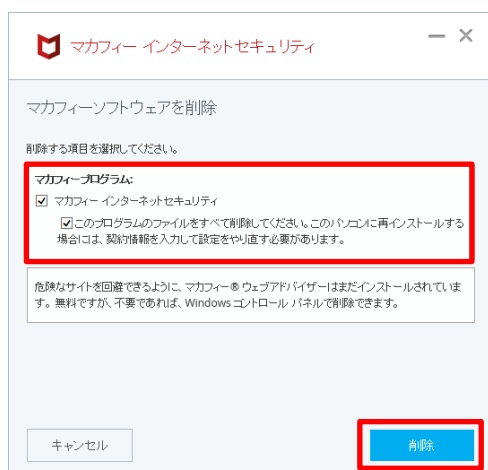 マカフィー インターネットセキュリティ
マカフィーソフトウェアを削除
削除する項目を選択してください。
マカフィープログラム:
マカフィー インターネットセキュリティ
このプログラムのファイルをすべて削除してください。このパソコンに再インストールする
場合には、契約情報を入力して設定をやり直す必要があります。
危険なサイトを回避できるように、マカフィー® ウェブアドバイザーはまだインストールされていま
す。無料ですが、不要であれば、Windows コントロール パネルで削除できます。
キャンセル
削除